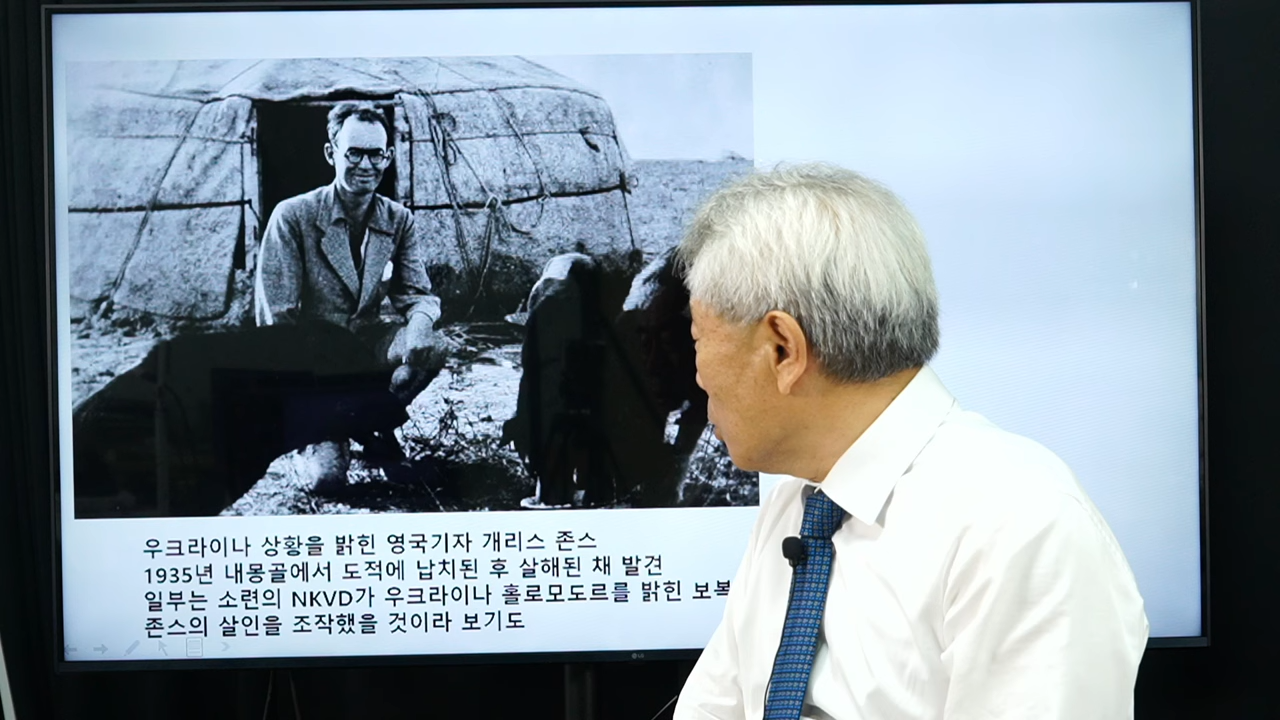 우크라이나 상황을 밝힌 영국기자 개리스 존스
1935년 내몽골에서 도적에 납치된 후 살해된 채 발견
일부는 소련의 NKVD가 우크라이나 홀로모도르를 밝힌 보복
존스의 살인을 조작했을 것이라 보기도
LG